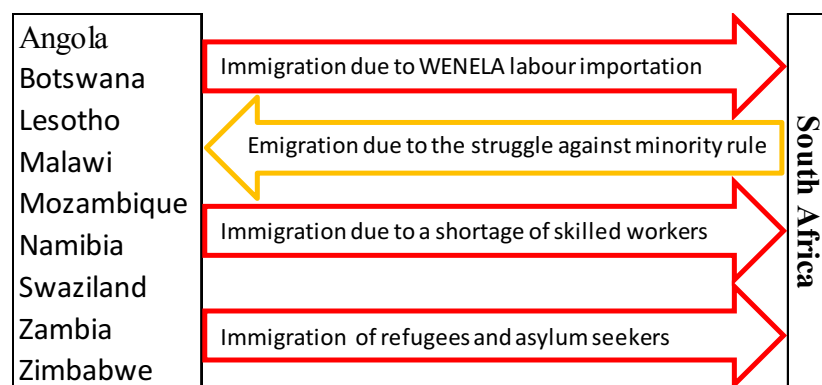 Angola
Botswana
Lesotho
Malawi
Mozambique
Namibia
Swaziland
Zambia
Zimbabwe
Immigration due to WENELA labour importation
Emigration due to the struggle against minority rule
Immigration due to a shortage of skilled workers
Immigration of refugees and asylum seekers
South Africa